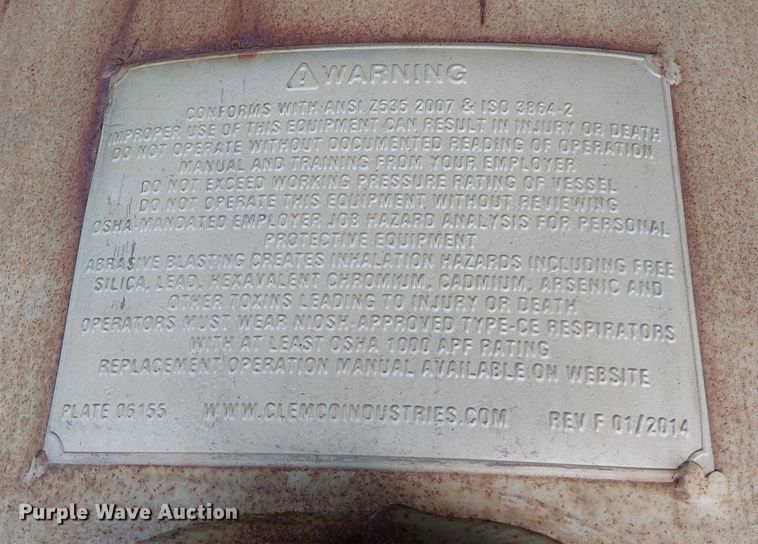 ⚠WARNING
CONFORMS WITH ANSI Z535 2007 & ISO 3864-2
IMPROPER USE OF THIS EQUIPMENT CAN RESULT IN INJURY OR DEATH
DO NOT OPERATE WITHOUT DOCUMENTED READING OF OPERATION
MANUAL AND TRAINING FROM YOUR EMPLOYER
DO NOT EXCEED WORKING PRESSURE RATING OF VESSEL
DO NOT OPERATE THIS EQUIPMENT WITHOUT REVIEWING
OSHA-MANDATED EMPLOYER JOB HAZARD ANALYSIS FOR PERSONAL
PROTECTIVE EQUIPMENT
ABRASIVE BLASTING CREATES INHALATION HAZARDS INCLUDING FREE
SILICA, LEAD, HEXAVALENT CHROMIUM, CADMIUM, ARSENIC AND
OTHER TOXINS LEADING TO INJURY OR DEATH
OPERATORS MUST WEAR NIOSH-APPROVED TYPE-CE RESPIRATORS
WITH AT LEAST OSHA 1000 APF RATING
REPLACEMENT OPERATION MANUAL AVAILABLE ON WEBSITE
PLATE 06155 WWW.CLEMCOINDUSTRIES.COM REV F 01/2014
Purple Wave Auction